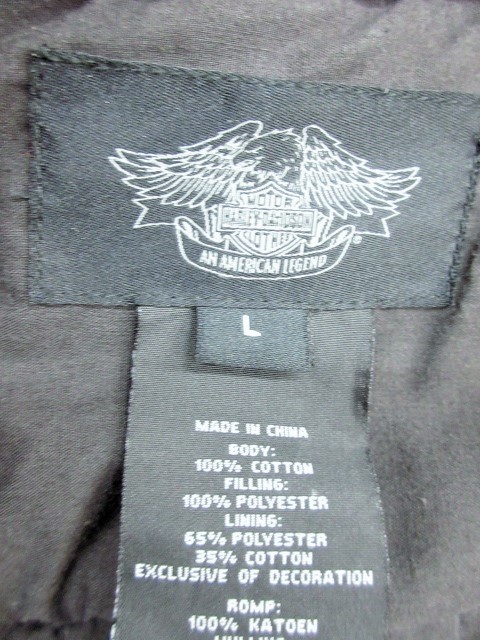 MOTOR
HARLEY-DAVIDSON
CLOTHES
®
AN AMERICAN LEGEND
L
MADE IN CHINA
BODY:
100% COTTON
FILLING:
100% POLYESTER
LINING:
65% POLYESTER
35% COTTON
EXCLUSIVE OF DECORATION
ROMP:
100% KATOEN